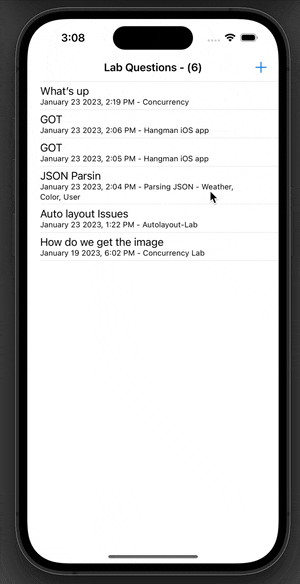 3:08
Lab Questions - (6)
What's up
January 23 2023, 2:19 PM - Concurrency
GOT
January 23 2023, 2:06 PM - Hangman iOS app
GOT
January 23 2023, 2:05 PM - Hangman iOS app
JSON Parsin
January 23 2023, 2:04 PM - Parsing JSON - Weather,
Color, User
Auto layout Issues
January 23 2023, 1:22 PM - Autolayout-Lab
How do we get the image
January 19 2023, 6:02 PM - Concurrency Lab